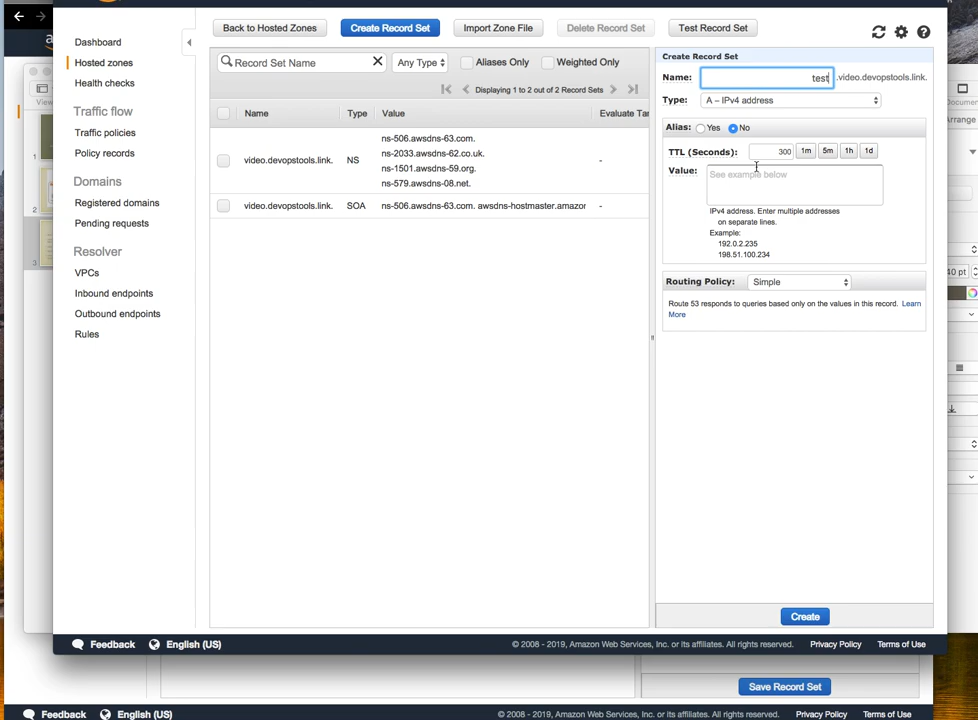 Back to Hosted Zones
Create Record Set
Import Zone File
Delete Record Set
Test Record Set
Dashboard
Hosted zones
Health checks
Traffic flow
Traffic policies
Policy records
Domains
Registered domains
Pending requests
Resolver
VPCs
Inbound endpoints
Outbound endpoints
Rules
View
1
2
3
Record Set Name
Any Type
Aliases Only
Weighted Only
Displaying 1 to 2 out of 2 Record Sets
Name Type Value Evaluate Tar
video.devopstools.link. NS
ns-506.awsdns-63.com.
ns-2033.awsdns-62.co.uk.
ns-1501.awsdns-59.org.
ns-579.awsdns-08.net.
-
video.devopstools.link. SOA ns-506.awsdns-63.com. awsdns-hostmaster.amazor -
Create Record Set
Name: test .video.devopstools.link.
Type: A – IPv4 address
Alias: Yes No
TTL (Seconds): 300 1m 5m 1h 1d
Value: See example below
IPv4 address. Enter multiple addresses
on separate lines.
Example:
192.0.2.235
198.51.100.234
Routing Policy: Simple
Route 53 responds to queries based only on the values in this record. Learn
More
Create
Documen
Arrange
40 pt
Feedback English (US) © 2008 - 2019, Amazon Web Services, Inc. or its affiliates. All rights reserved. Privacy Policy Terms of Use
Save Record Set
Feedback English (US) © 2008 - 2019, Amazon Web Services, Inc. or its affiliates. All rights reserved. Privacy Policy Terms of Use